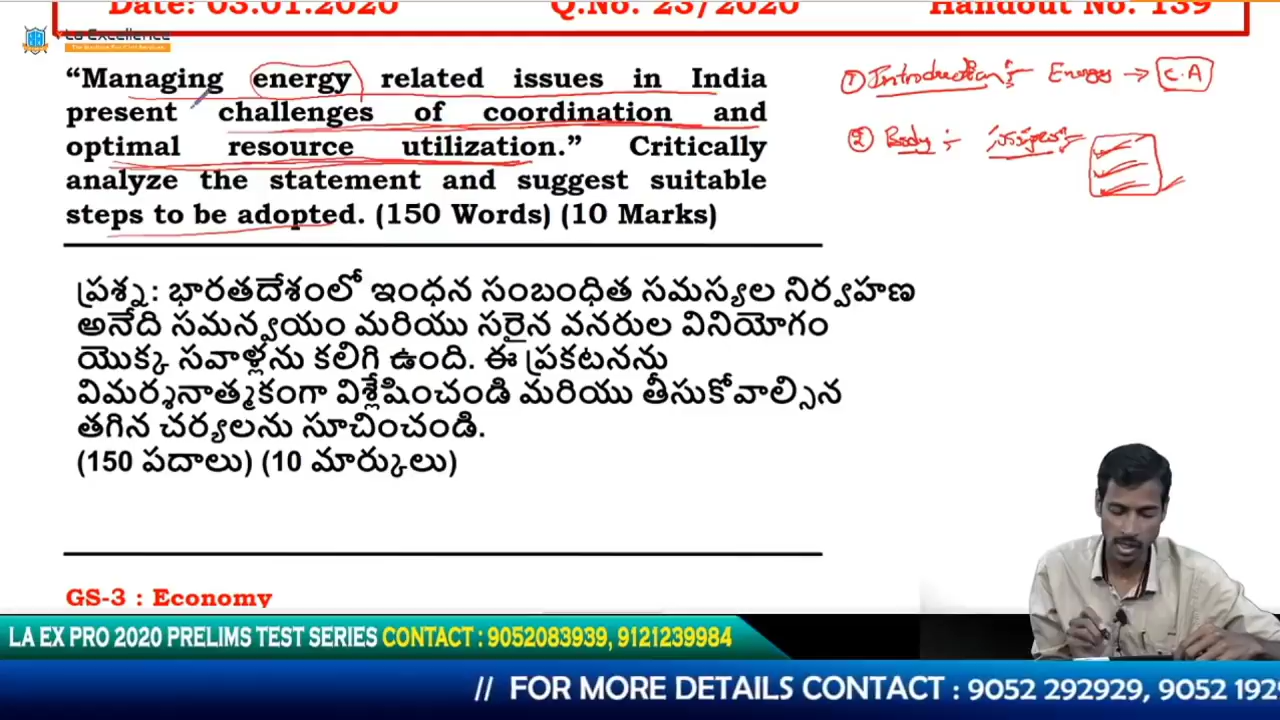 Date: 03.01.2020 Q.No. 23/2020 Handout No: 139
La Excellence
“Managing energy related issues in India
present challenges of coordination and
optimal resource utilization.” Critically
analyze the statement and suggest suitable
steps to be adopted. (150 Words) (10 Marks)
① Introduction :- Energy → C.A
② Body :- Issues :-
ప్రశ్న: భారతదేశంలో ఇంధన సంబంధిత సమస్యల నిర్వహణ
అనేది సమన్వయం మరియు సరైన వనరుల వినియోగం
యొక్క సవాళ్లను కలిగి ఉంది. ఈ ప్రకటనను
విమర్శనాత్మకంగా విశ్లేషించండి మరియు తీసుకోవాల్సిన
తగిన చర్యలను సూచించండి.
(150 పదాలు) (10 మార్కులు)
GS-3 : Economy
LA EX PRO 2020 PRELIMS TEST SERIES CONTACT : 9052083939, 9121239984
// FOR MORE DETAILS CONTACT : 9052 292929, 9052 1929